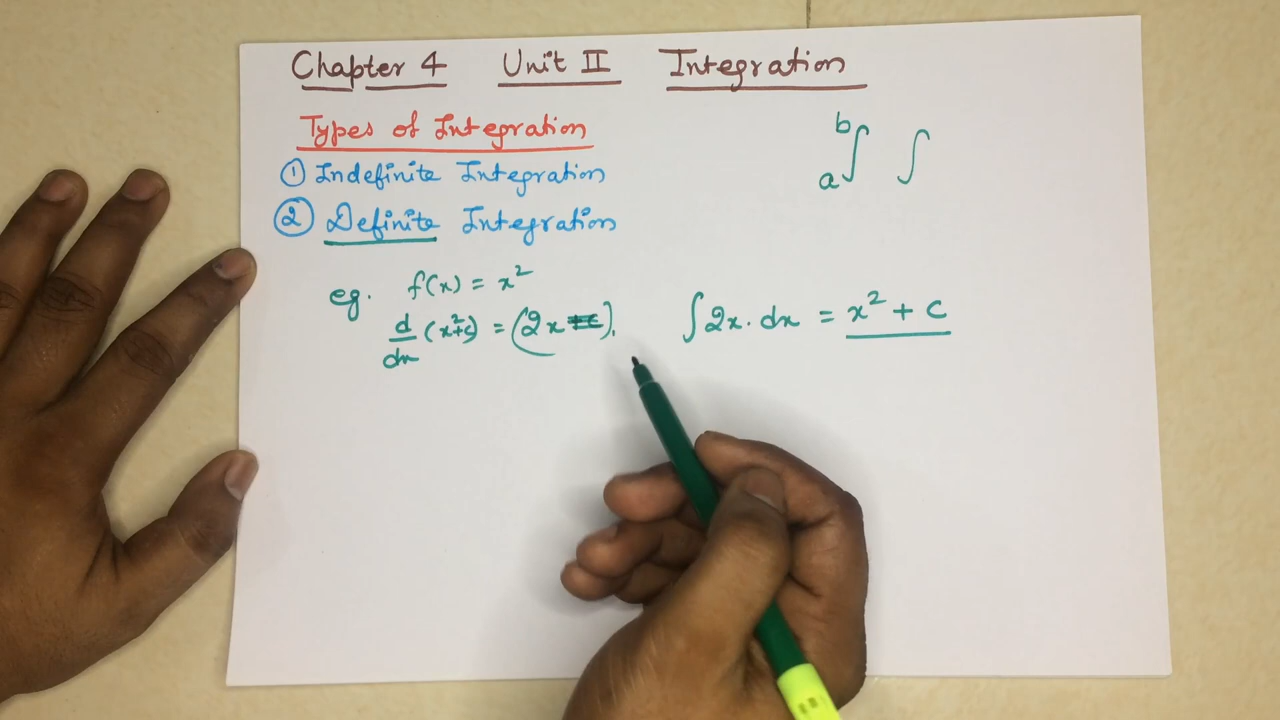 Chapter 4 Unit II Integration
Types of Integration
b∫a ∫
① Indefinite Integration
② Definite Integration
eg. f(x) = x²
d/dx (x²+c) = (2x +c).
∫2x.dx = x² + c